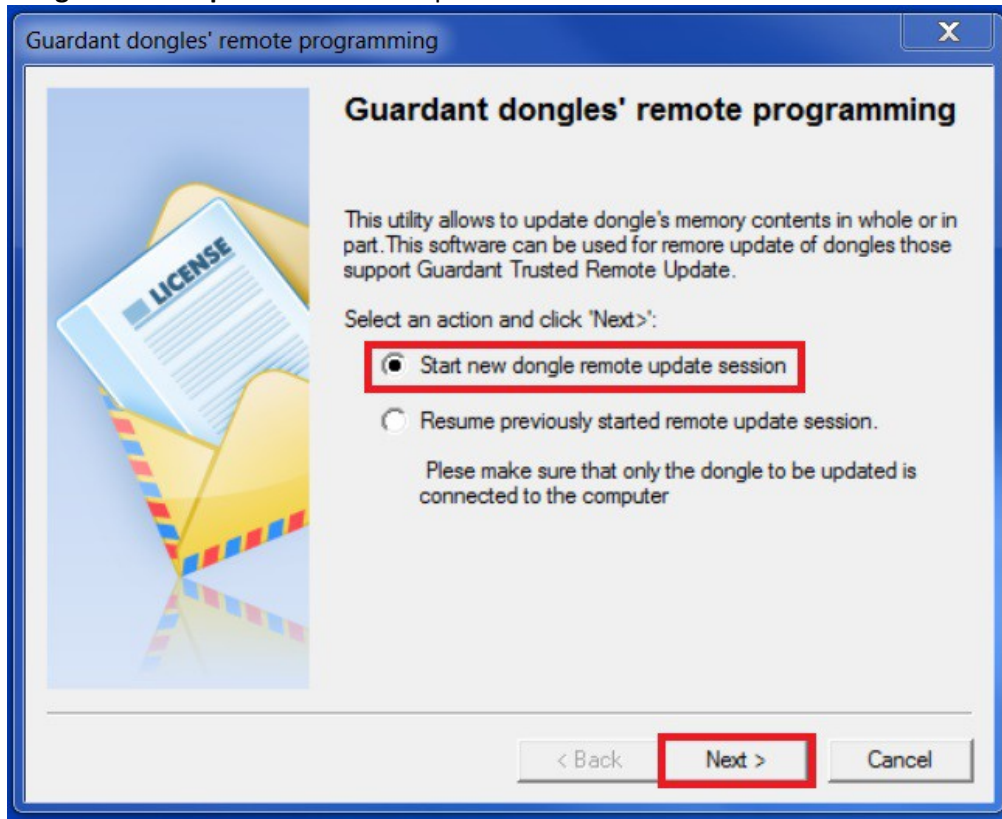 Guardant dongles' remote programming
X
Guardant dongles' remote programming
This utility allows to update dongle's memory contents in whole or in
part.This software can be used for remore update of dongles those
support Guardant Trusted Remote Update.
LICENSE
Select an action and click 'Next>':
Start new dongle remote update session
Resume previously started remote update session.
Plese make sure that only the dongle to be updated is
connected to the computer
< Back
Next >
Cancel